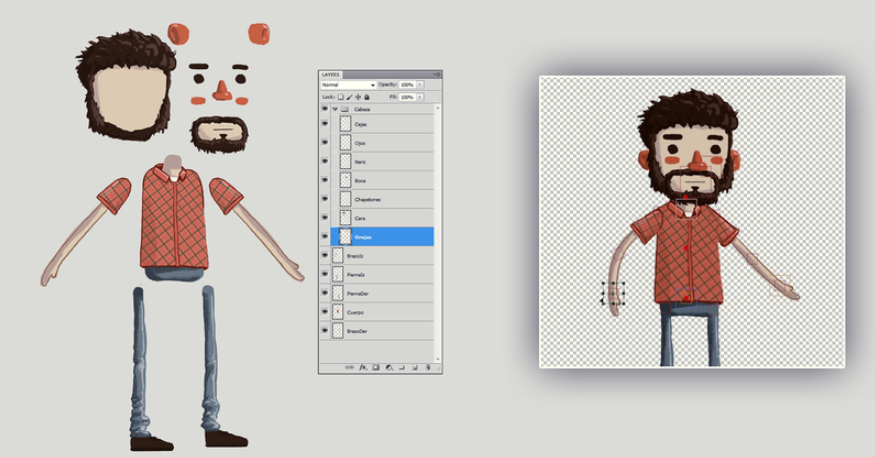 LAYERS
Normal
Opacity: 100%
Lock:
Fill: 100%
Cabeza
Cejas
Ojos
Nariz
Boca
Chapetones
Cara
Orejas
BrazoIz
PiernaIz
PiernaDer
Cuerpo
BrazoDer